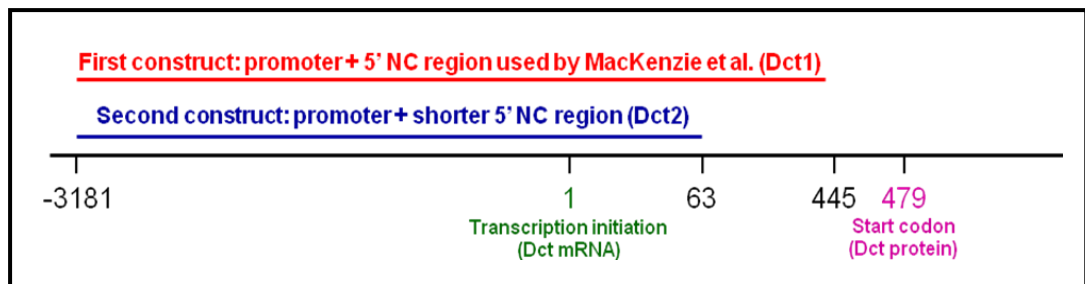 First construct: promoter + 5' NC region used by MacKenzie et al. (Dct1)
Second construct: promoter + shorter 5' NC region (Dct2)
-3181 1 63 445 479
Transcription initiation Start codon
(Dct mRNA) (Dct protein)